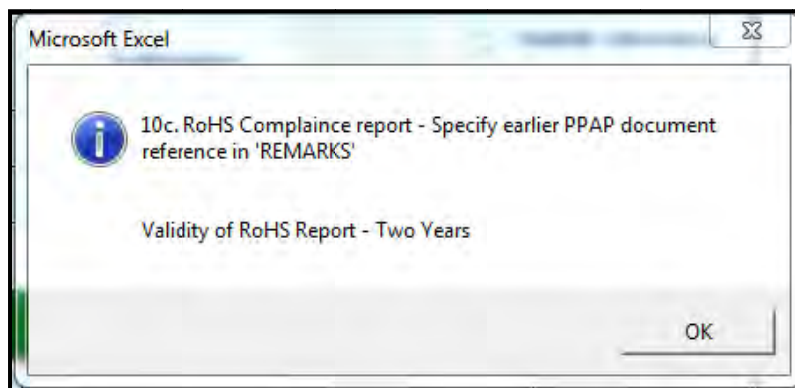 Microsoft Excel
10c. RoHS Complaince report - Specify earlier PPAP document
reference in 'REMARKS'
Validity of RoHS Report - Two Years
OK